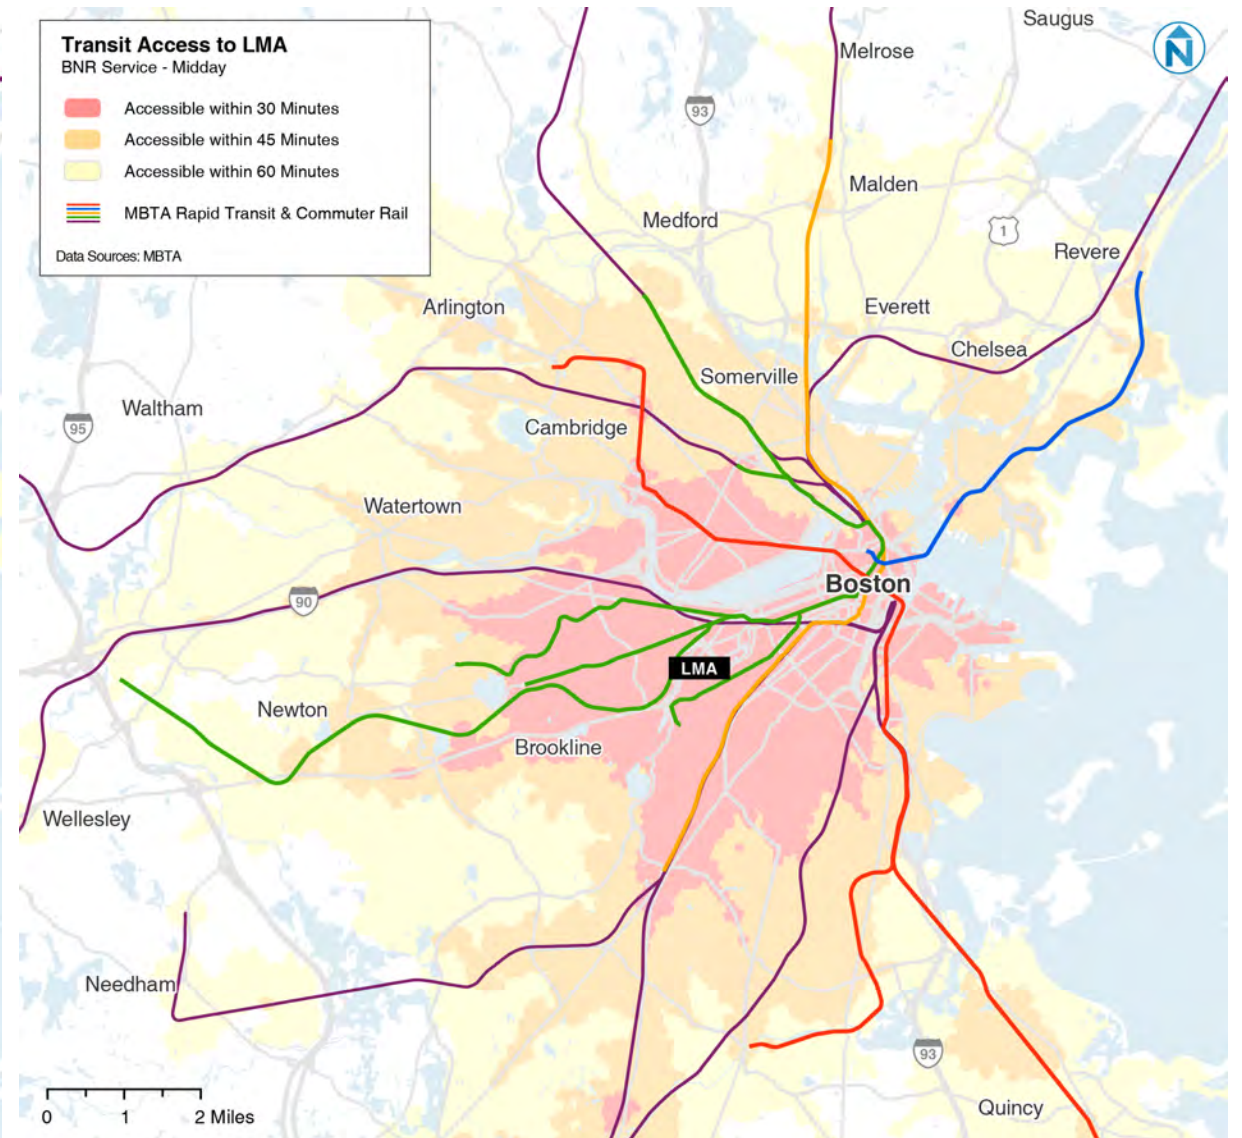 Transit Access to LMA
BNR Service - Midday
Accessible within 30 Minutes
Accessible within 45 Minutes
Accessible within 60 Minutes
MBTA Rapid Transit & Commuter Rail
Data Sources: MBTA
Saugus
N
Melrose
93
Malden
Medford
1
Revere
Arlington
Everett
Chelsea
Somerville
Waltham
95
Cambridge
Watertown
Boston
90
LMA
Newton
Brookline
Wellesley
Needham
93
Quincy
0 1 2 Miles